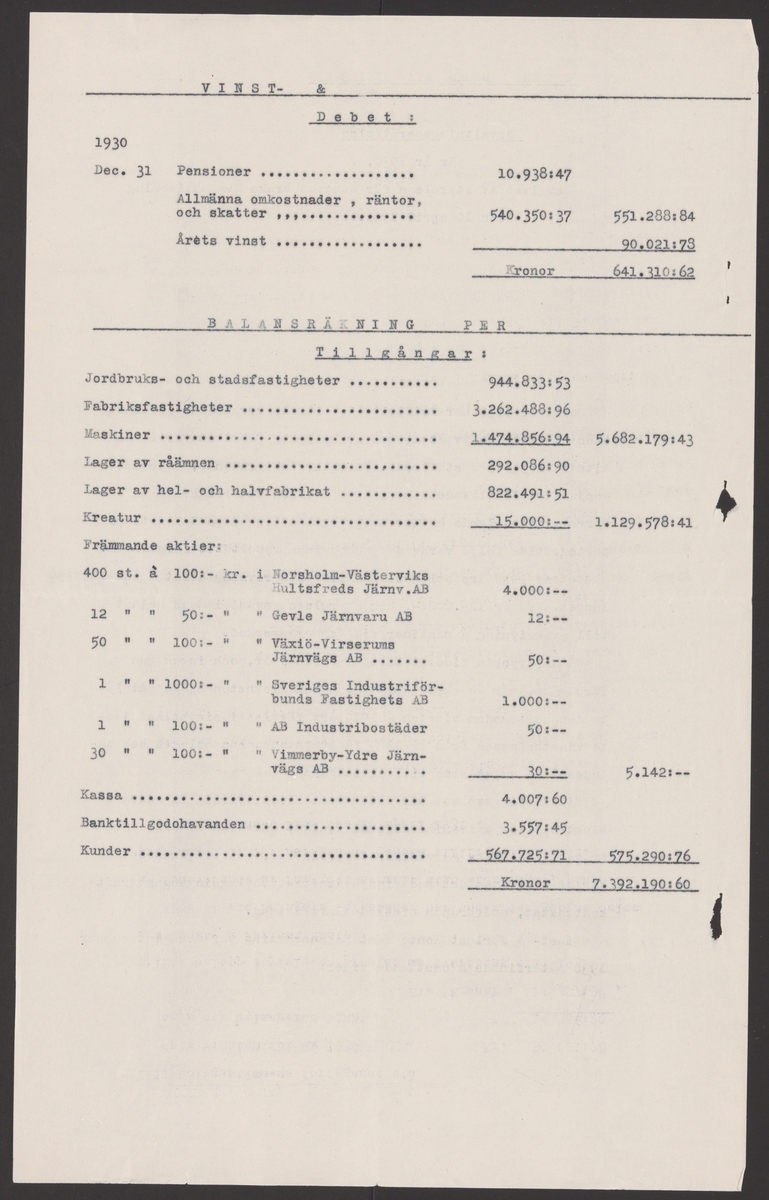 VINST- &
Debet :
1930
Dec. 31 Pensioner ................... 10.938:47
Allmänna omkostnader , räntor,
och skatter ,,,.............. 540.350:37 551.288:84
Årets vinst .................. 90.021:78
Kronor 641.310:62
BALANSRÄKNING PER
Tillgångar:
Jordbruks- och stadsfastigheter ........... 944.833:53
Fabriksfastigheter ........................ 3.262.488:96
Maskiner .................................. 1.474.856:94 5.682.179:43
Lager av råämnen .......................... 292.086:90
Lager av hel- och halvfabrikat ............ 822.491:51
Kreatur ................................... 15.000:-- 1.129.578:41
Främmande aktier:
400 st. à 100:- kr. i Norsholm-Västerviks
Hultsfreds Järnv.AB 4.000:--
12 " " 50:- " " Gevle Järnvaru AB 12:--
50 " " 100:- " " Växiö-Virserums
Järnvägs AB ....... 50:--
1 " " 1000:- " " Sveriges Industriför-
bunds Fastighets AB 1.000:--
1 " " 100:- " " AB Industribostäder 50:--
30 " " 100:- " " Vimmerby-Ydre Järn-
vägs AB ........... 30:-- 5.142:--
Kassa .................................... 4.007:60
Banktillgodohavanden ..................... 3.557:45
Kunder ................................... 567.725:71 575.290:76
Kronor 7.392.190:60